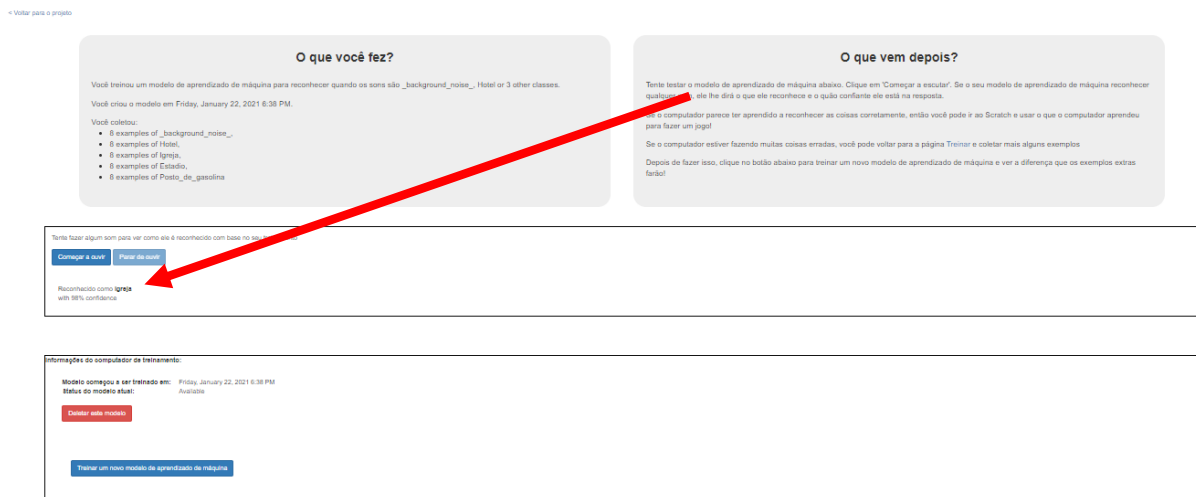 < Voltar para o projeto
O que você fez?
Você treinou um modelo de aprendizado de máquina para reconhecer quando os sons são _background_noise_, Hotel or 3 other classes.
Você criou o modelo em Friday, January 22, 2021 6:38 PM.
Você coletou:
8 examples of _background_noise_,
8 examples of Hotel,
8 examples of Igreja,
8 examples of Estadio,
8 examples of Posto_de_gasolina
O que vem depois?
Tente testar o modelo de aprendizado de máquina abaixo. Clique em 'Começar a escutar'. Se o seu modelo de aprendizado de máquina reconhecer
qualquer, ele lhe dirá o que ele reconhece e o quão confiante ele está na resposta.
Se o computador parece ter aprendido a reconhecer as coisas corretamente, então você pode ir ao Scratch e usar o que o computador aprendeu
para fazer um jogo!
Se o computador estiver fazendo muitas coisas erradas, você pode voltar para a página Treinar e coletar mais alguns exemplos
Depois de fazer isso, clique no botão abaixo para treinar um novo modelo de aprendizado de máquina e ver a diferença que os exemplos extras
farão!
Tente fazer algum som para ver como ele é reconhecido com base no seu
Começar a ouvir
Parar de ouvir
Reconhecido como Igreja
with 98% confidence
Informações do computador de treinamento:
Modelo começou a ser treinado em: Friday, January 22, 2021 6:38 PM
Status do modelo atual: Available
Deletar este modelo
Treinar um novo modelo de aprendizado de máquina